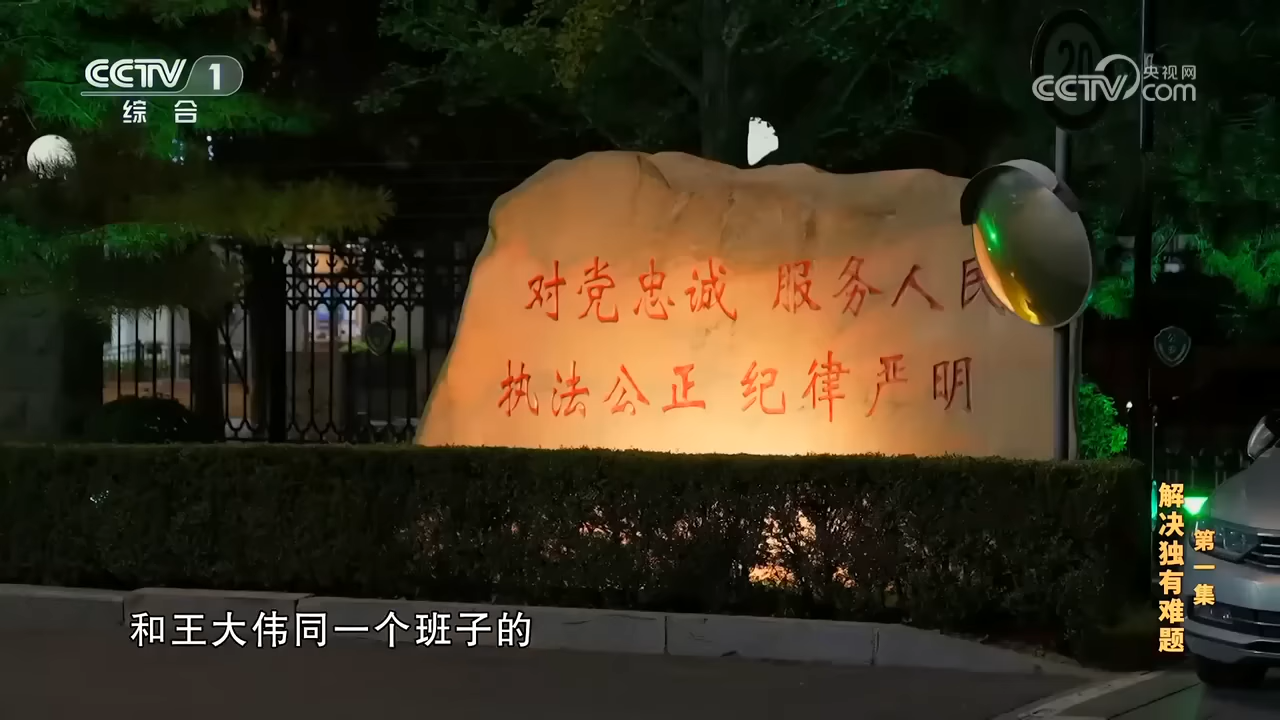 CCTV 1
综合
20
央视网
CCTV.com
对党忠诚 服务人民
执法公正 纪律严明
第一集
解决独有难题
和王大伟同一个班子的